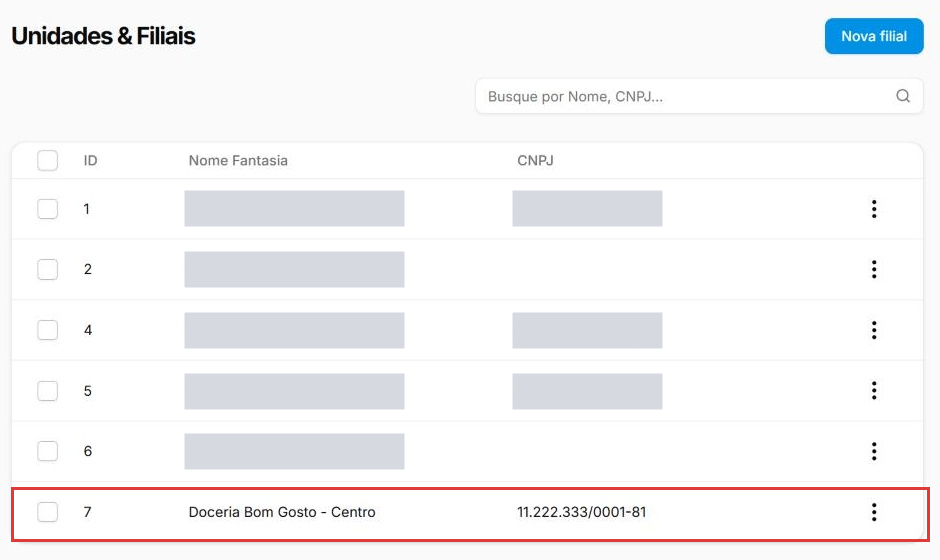 Unidades & Filiais
Nova filial
Busque por Nome, CNPJ...
ID Nome Fantasia CNPJ
1
2
4
5
6
7 Doceria Bom Gosto - Centro 11.222.333/0001-81